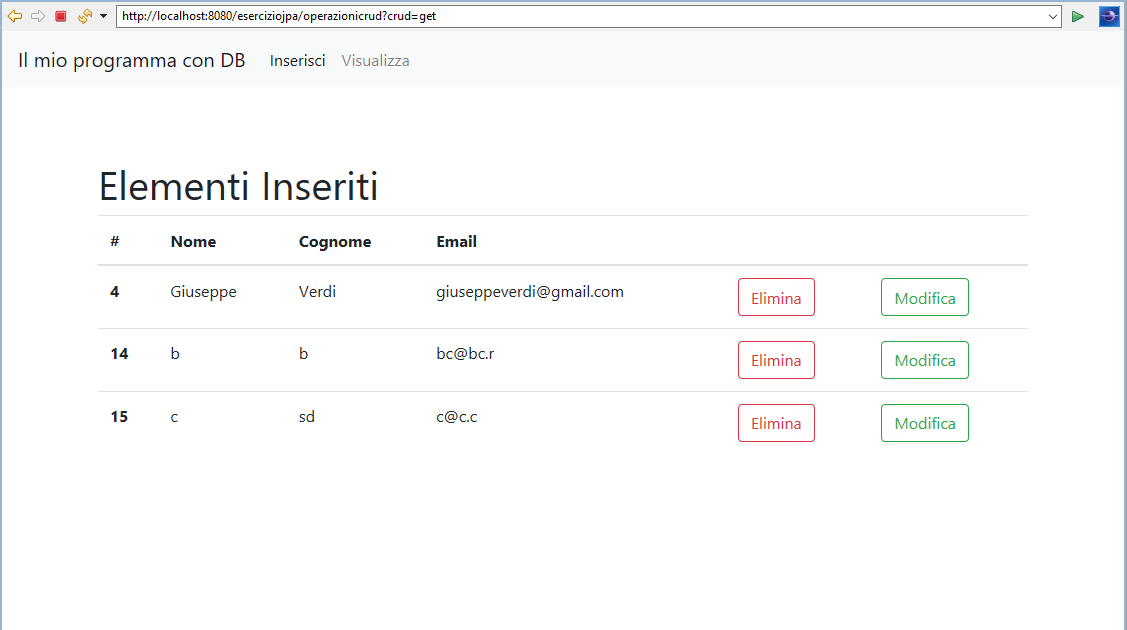 http://localhost:8080/eserciziojpa/operazionicrud?crud=get
Il mio programma con DB Inserisci Visualizza
Elementi Inseriti
# Nome Cognome Email
4 Giuseppe Verdi giuseppeverdi@gmail.com Elimina Modifica
14 b b bc@bc.r Elimina Modifica
15 c sd c@c.c Elimina Modifica